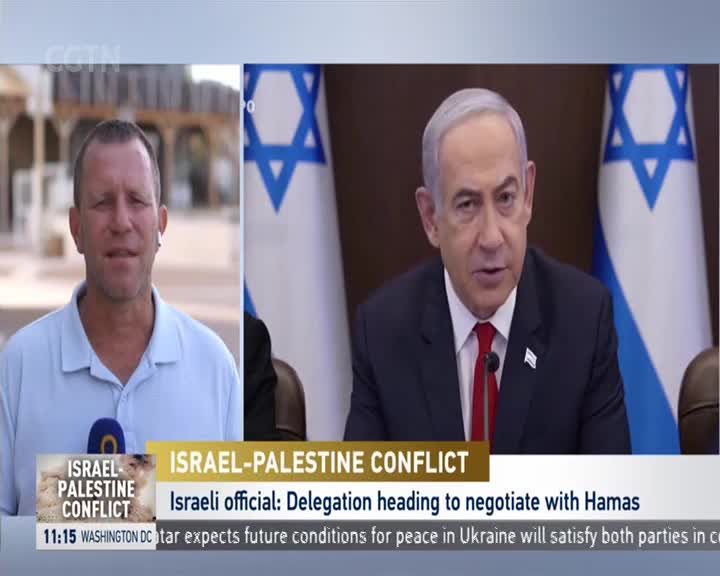 CGTN
PO
ISRAEL-PALESTINE CONFLICT
Israeli official: Delegation heading to negotiate with Hamas
ISRAEL-
PALESTINE
CONFLICT
11:15 WASHINGTON DC
atar expects future conditions for peace in Ukraine will satisfy both parties in c